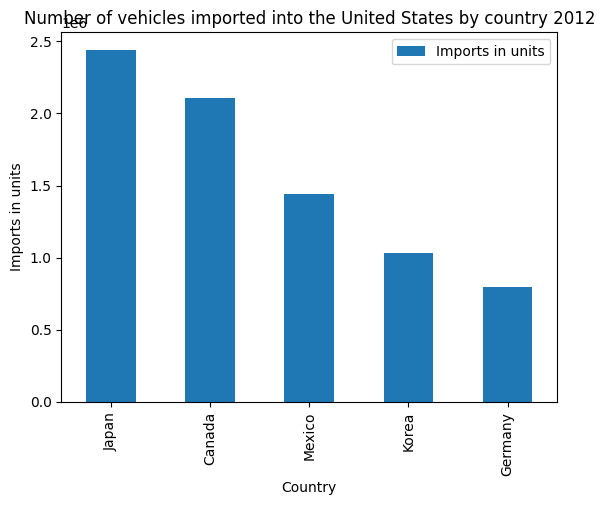 Number of vehicles imported into the United States by country 2012
1e6
Imports in units
2.5
2.0
1.5
1.0
0.5
0.0
Imports in units
Japan
Canada
Mexico
Korea
Germany
Country